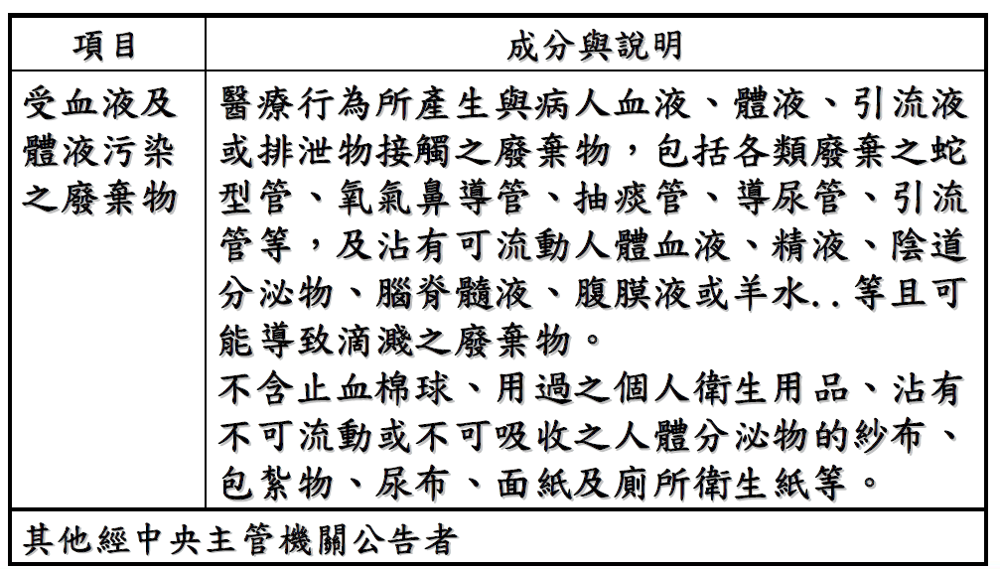 項目
成分與說明
受血液及
體液污染
之廢棄物
醫療行為所產生與病人血液、體液、引流液
或排泄物接觸之廢棄物，包括各類廢棄之蛇
型管、氧氣鼻導管、抽痰管、導尿管、引流
管等，及沾有可流動人體血液、精液、陰道
分泌物、腦脊髓液、腹膜液或羊水..等且可
能導致滴濺之廢棄物。
不含止血棉球、用過之個人衛生用品、沾有
不可流動或不可吸收之人體分泌物的紗布、
包紮物、尿布、面紙及廁所衛生紙等。
其他經中央主管機關公告者